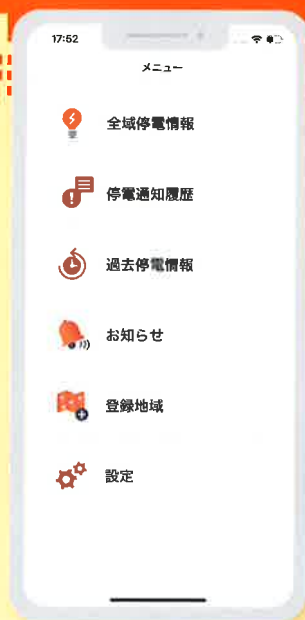 17:52
メニュー
全域停電情報
停電通知履歴
過去停電情報
お知らせ
登録地域
設定